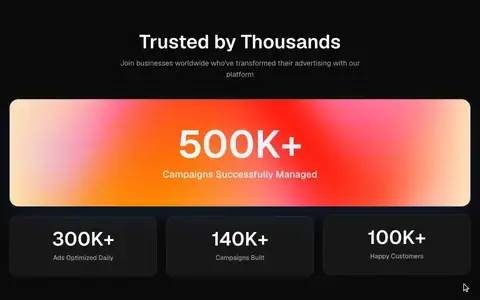 Trusted by Thousands
Join businesses worldwide who've transformed their advertising with our
platform
500K+
Campaigns Successfully Managed
300K+
Ads Optimized Daily
140K+
Campaigns Built
100K+
Happy Customers